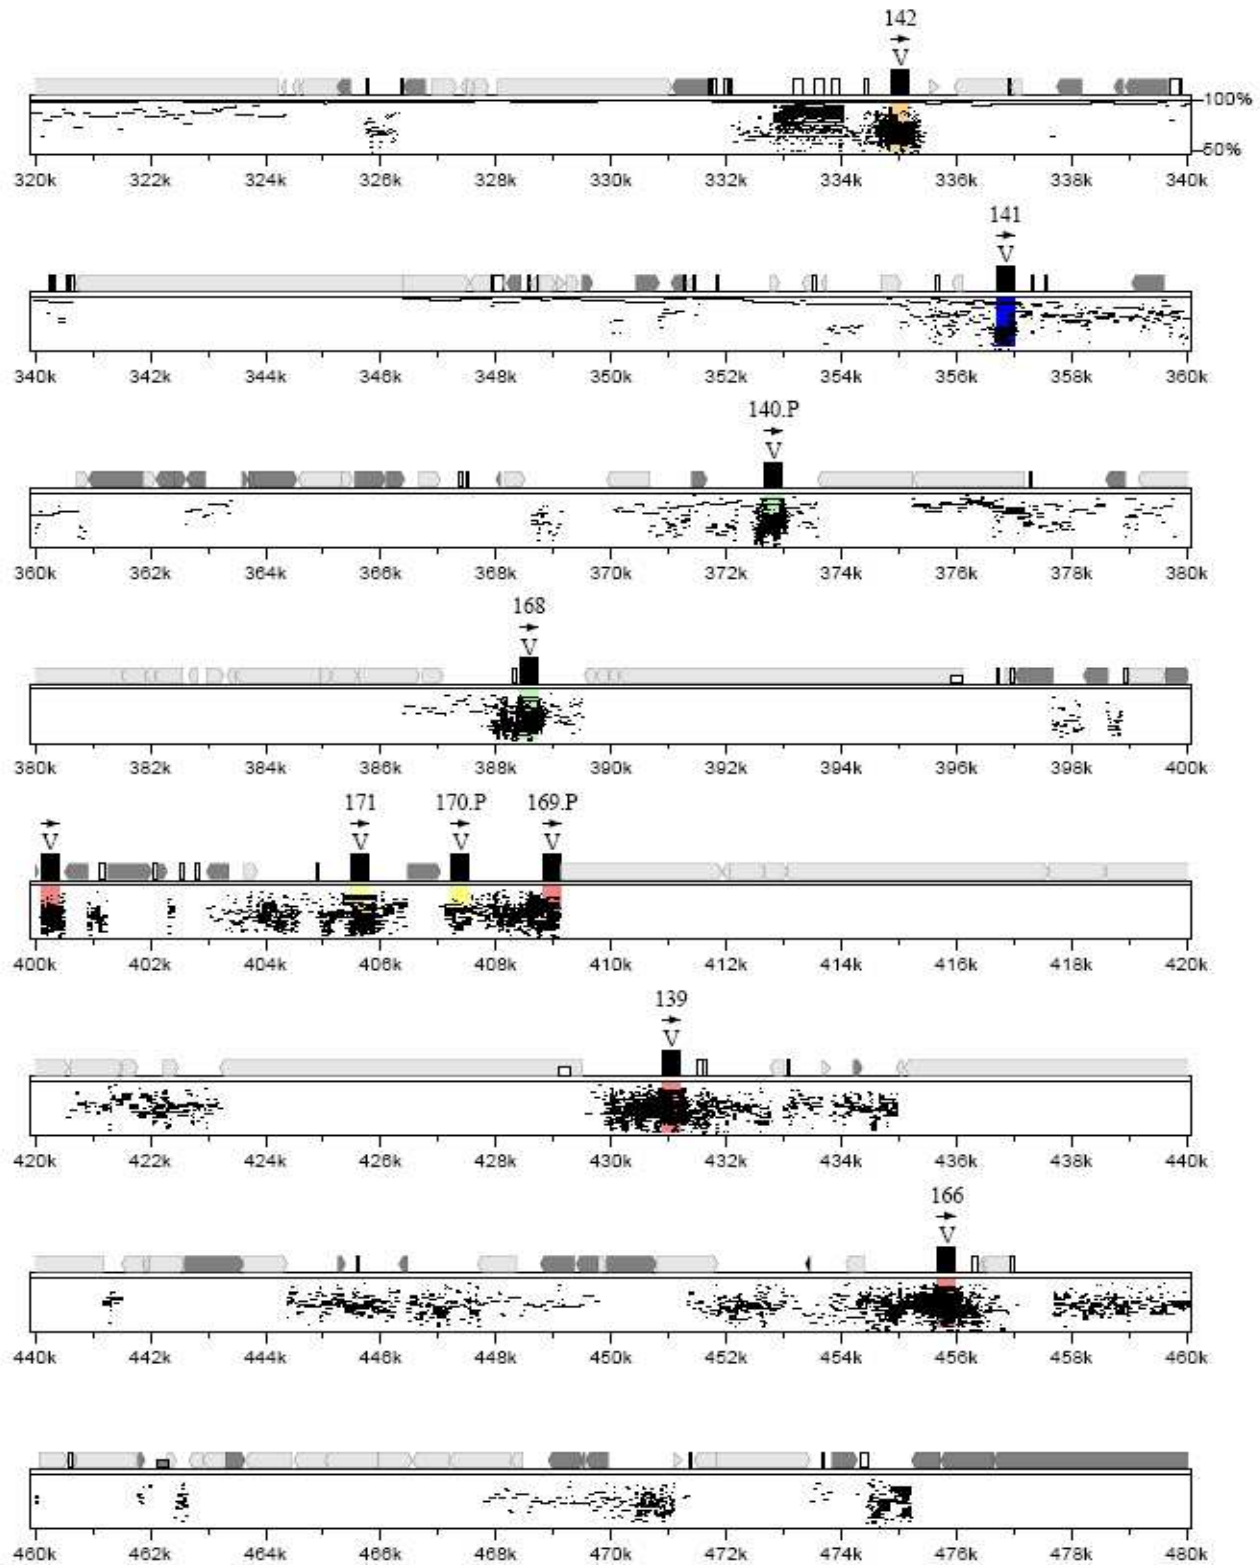 142
V
100%
50%
320k 322k 324k 326k 328k 330k 332k 334k 336k 338k 340k
141
V
340k 342k 344k 346k 348k 350k 352k 354k 356k 358k 360k
140.P
V
360k 362k 364k 366k 368k 370k 372k 374k 376k 378k 380k
168
V
380k 382k 384k 386k 388k 390k 392k 394k 396k 398k 400k
171 170.P 169.P
V V V V
400k 402k 404k 406k 408k 410k 412k 414k 416k 418k 420k
139
V
420k 422k 424k 426k 428k 430k 432k 434k 436k 438k 440k
166
V
440k 442k 444k 446k 448k 450k 452k 454k 456k 458k 460k
460k 462k 464k 466k 468k 470k 472k 474k 476k 478k 480k